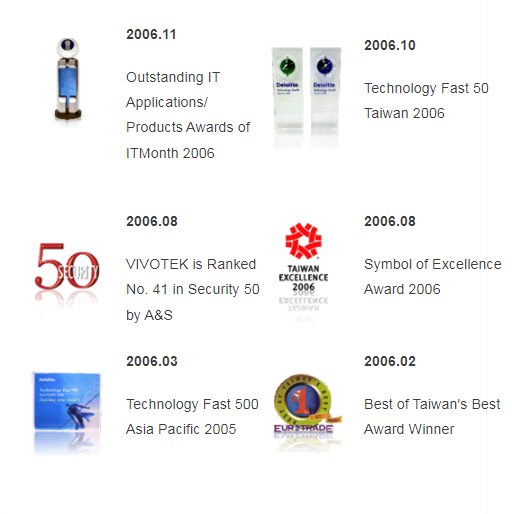 2006.11
Outstanding IT
Applications/
Products Awards of
ITMonth 2006
2006.10
Deloitte.
Deloitte.
Technology Fast 50
Taiwan 2006
2006.08
50
SECURITY
VIVOTEK is Ranked
No. 41 in Security 50
by A&S
2006.08
TAIWAN
EXCELLENCE
2006
Symbol of Excellence
Award 2006
2006.03
Deloitte.
Technology Fast 500
Asia Pacific 2005
2006.02
1
EUROTRADE
Best of Taiwan's Best
Award Winner